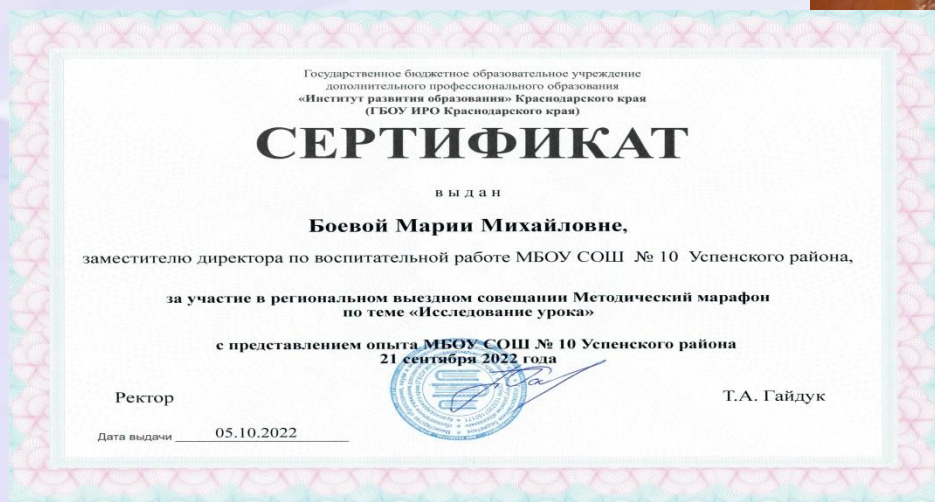 Государственное бюджетное образовательное учреждение
дополнительного профессионального образования
«Институт развития образования» Краснодарского края
(ГБОУ ИРО Краснодарского края)
СЕРТИФИКАТ
выдан
Боевой Марии Михайловне,
заместителю директора по воспитательной работе МБОУ СОШ № 10 Успенского района,
за участие в региональном выездном совещании Методический марафон
по теме «Исследование урока»
с представлением опыта МБОУ СОШ № 10 Успенского района
21 сентября 2022 года
Ректор
Т.А. Гайдук
Дата выдачи 05.10.2022